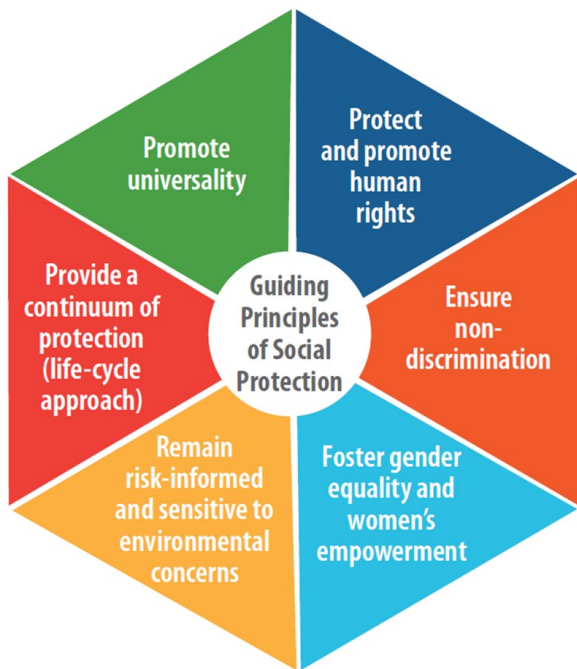 Guiding
Principles
of Social
Protection
Protect
and promote
human
rights
Ensure
non-
discrimination
Foster gender
equality and
women's
empowerment
Remain
risk-informed
and sensitive to
environmental
concerns
Provide a
continuum of
protection
(life-cycle
approach)
Promote
universality